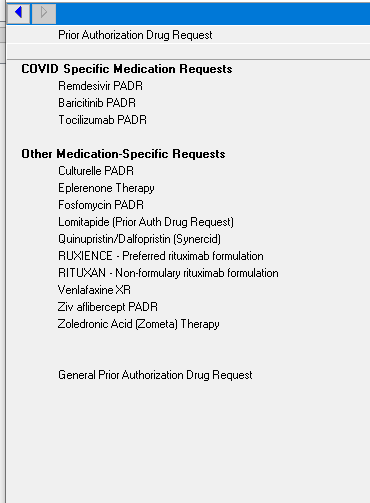 Prior Authorization Drug Request
COVID Specific Medication Requests
Remdesivir PADR
Baricitinib PADR
Tocilizumab PADR
Other Medication-Specific Requests
Culturelle PADR
Eplerenone Therapy
Fosfomycin PADR
Lomitapide (Prior Auth Drug Request)
Quinupristin/Dalfopristin (Synercid)
RUXIENCE - Preferred rituximab formulation
RITUXAN - Non-formulary rituximab formulation
Venlafaxine XR
Ziv aflibercept PADR
Zoledronic Acid (Zometa) Therapy
General Prior Authorization Drug Request